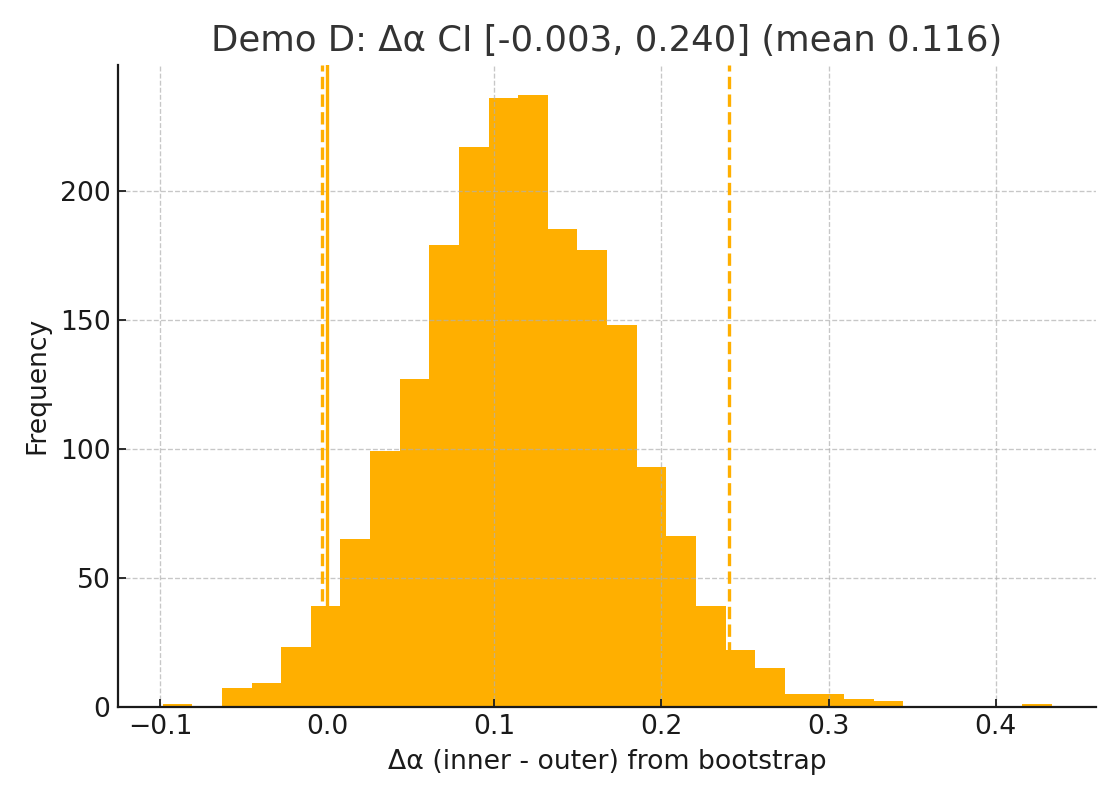 Demo D: Δα CI [-0.003, 0.240] (mean 0.116)
Frequency
200
150
100
50
0
−0.1 0.0 0.1 0.2 0.3 0.4
Δα (inner - outer) from bootstrap